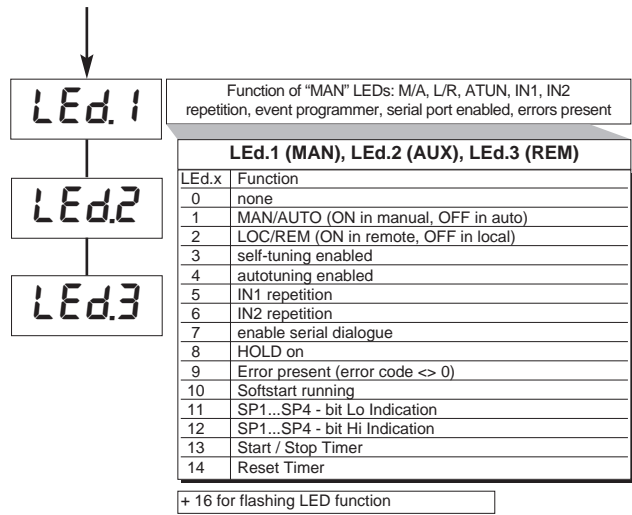 LEd.1
Function of “MAN” LEDs: M/A, L/R, ATUN, IN1, IN2
repetition, event programmer, serial port enabled, errors present
LEd.1 (MAN), LEd.2 (AUX), LEd.3 (REM)
LEd.x Function
0 none
1 MAN/AUTO (ON in manual, OFF in auto)
2 LOC/REM (ON in remote, OFF in local)
3 self-tuning enabled
4 autotuning enabled
5 IN1 repetition
6 IN2 repetition
7 enable serial dialogue
8 HOLD on
9 Error present (error code <> 0)
10 Softstart running
11 SP1...SP4 - bit Lo Indication
12 SP1...SP4 - bit Hi Indication
13 Start / Stop Timer
14 Reset Timer
+ 16 for flashing LED function
LEd.2
LEd.3